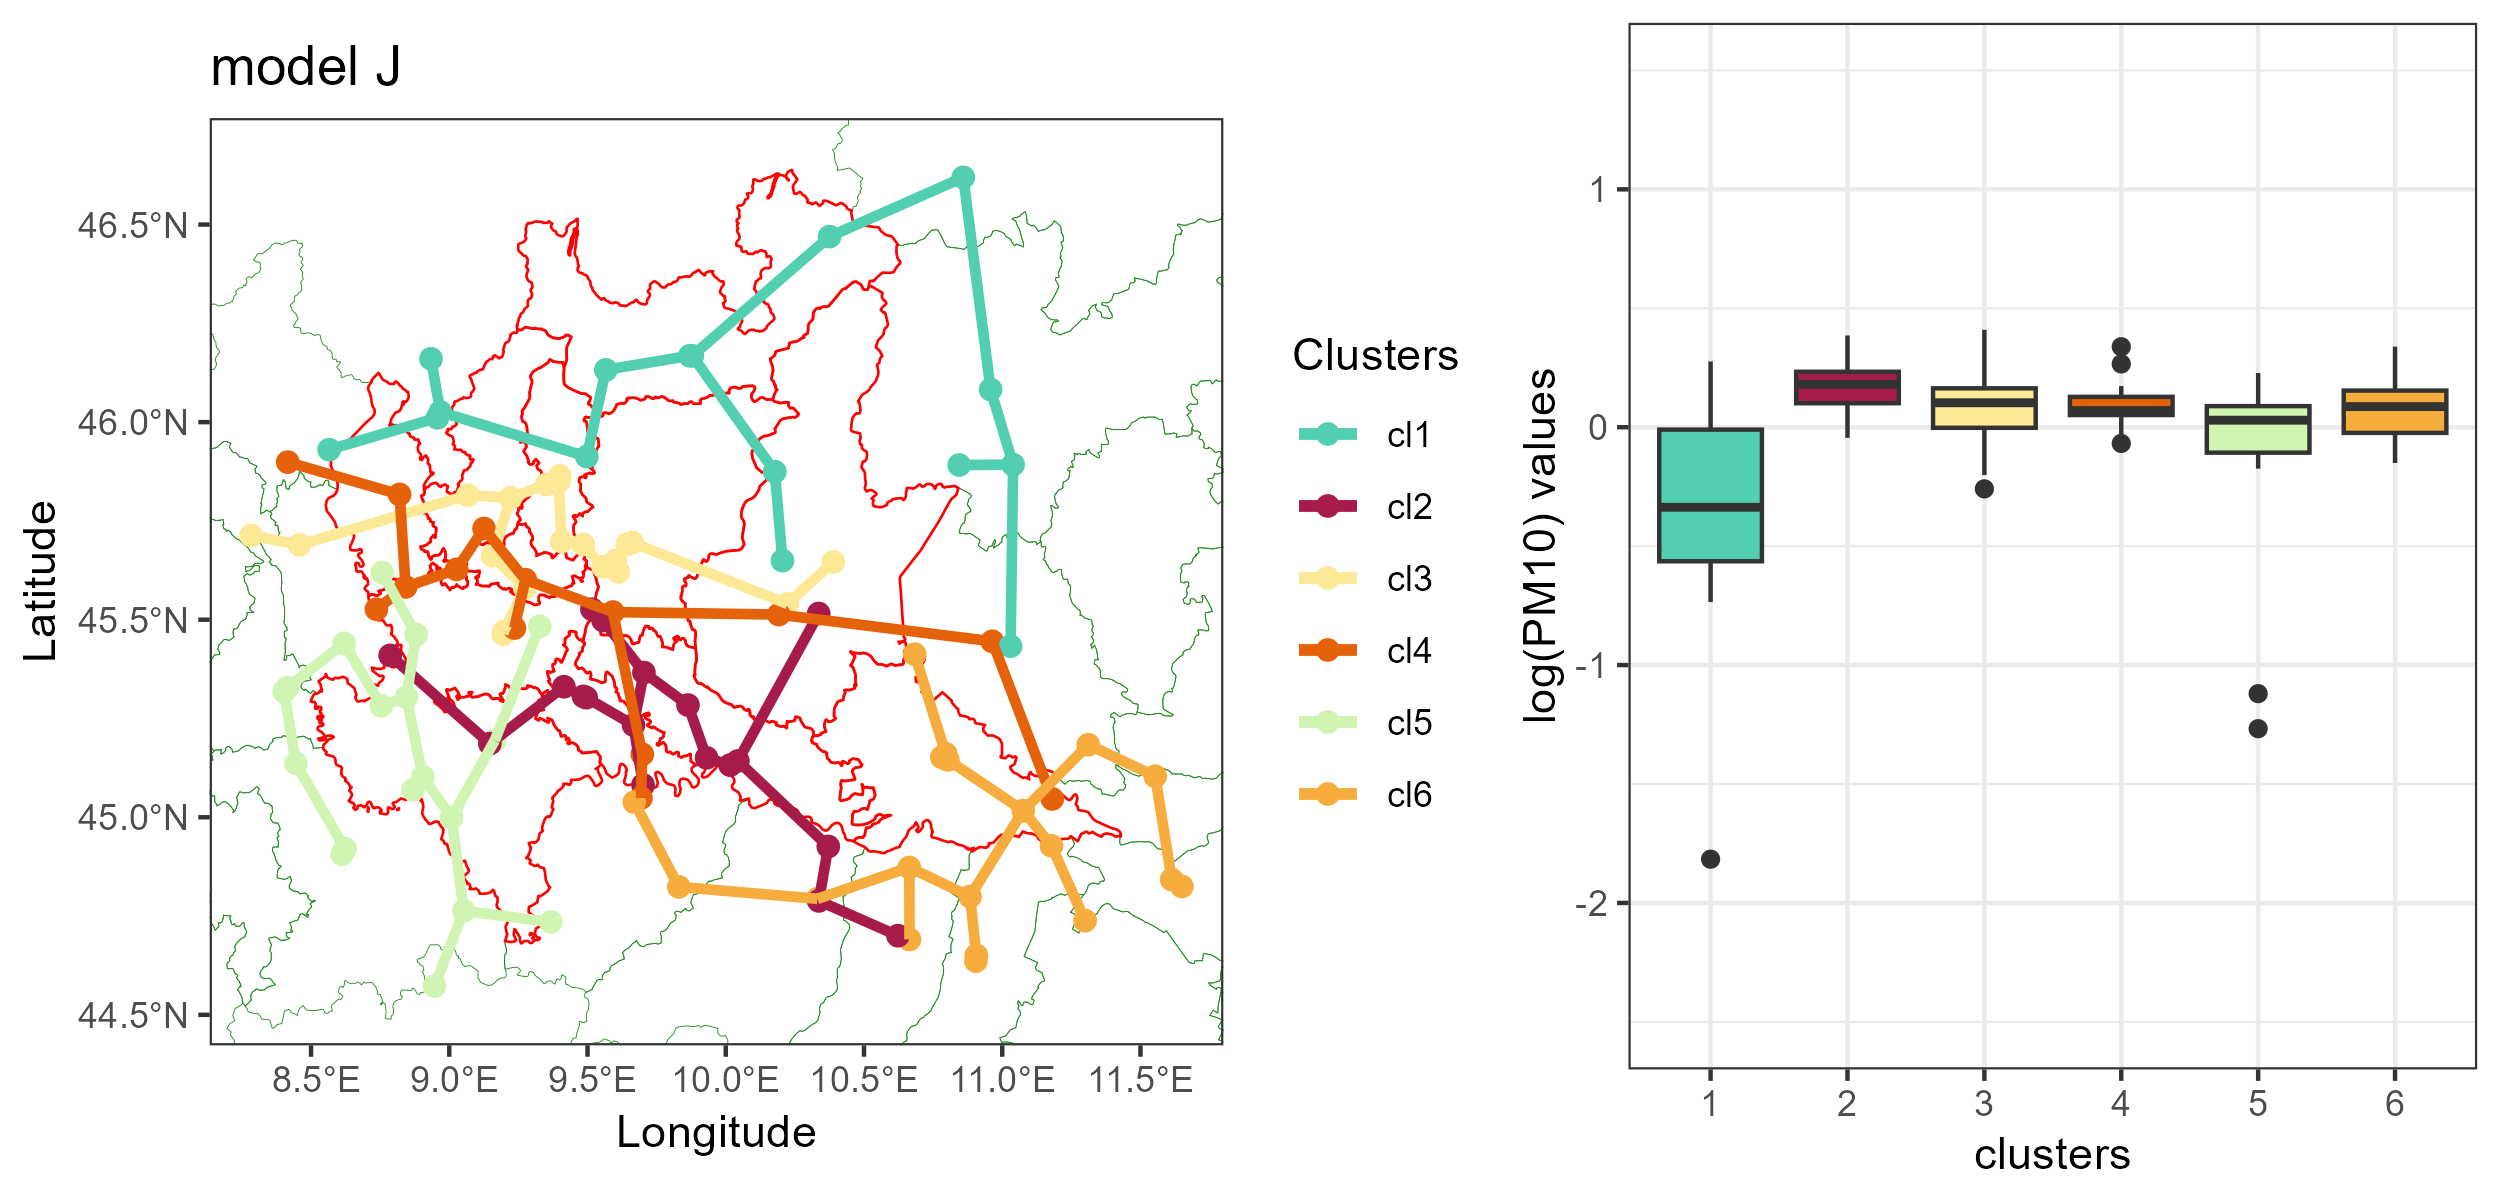 model J
46.5°N
46.0°N
45.5°N
45.0°N
44.5°N
Latitude
8.5°E 9.0°E 9.5°E 10.0°E 10.5°E 11.0°E 11.5°E
Longitude
Clusters
cl1
cl2
cl3
cl4
cl5
cl6
log(PM10) values
1
0
-1
-2
1 2 3 4 5 6
clusters